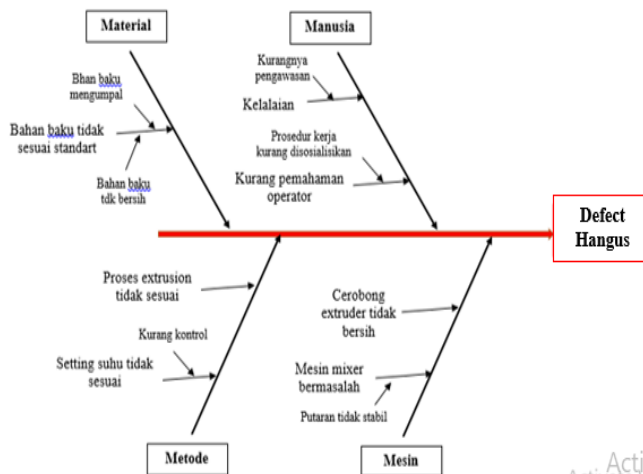 Material
Manusia
Bhan baku
mengumpal
Bahan baku tidak
sesuai standart
Bahan baku
tdk bersih
Kurangnya
pengawasan
Kelalaian
Prosedur kerja
kurang disosialisikan
Kurang pemahaman
operator
Defect
Hangus
Proses extrusion
tidak sesuai
Kurang kontrol
Setting suhu tidak
sesuai
Cerobong
extruder tidak
bersih
Mesin mixer
bermasalah
Putaran tidak stabil
Metode
Mesin
Acti